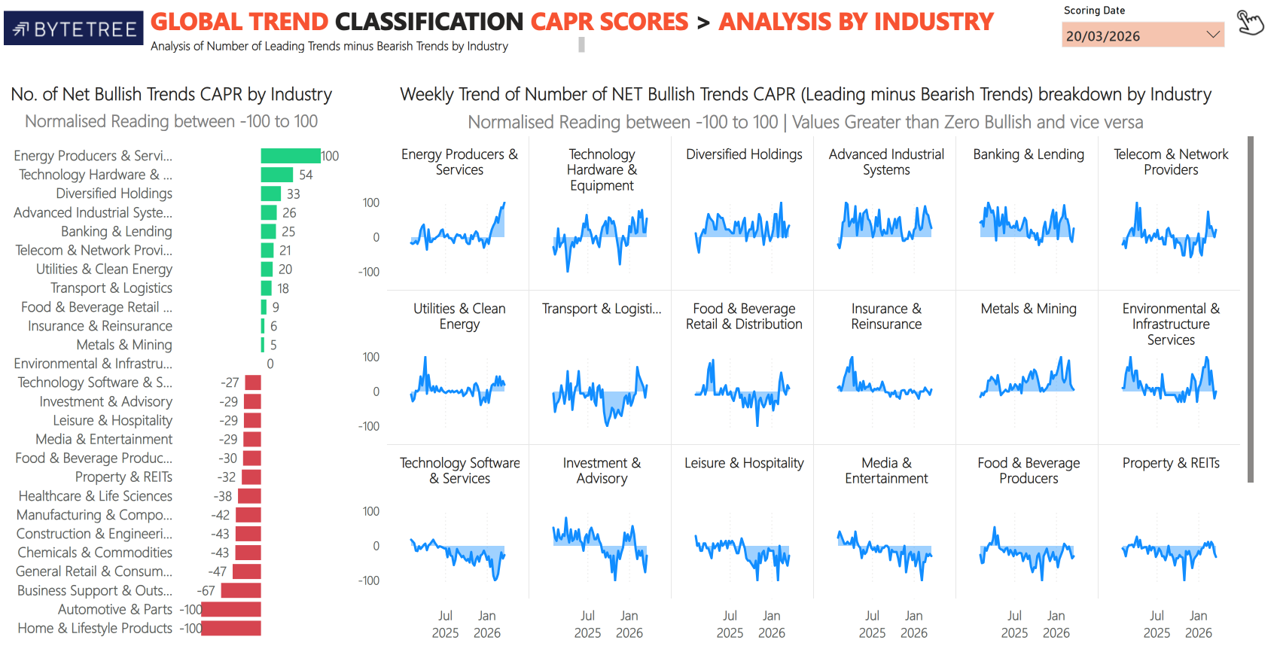 BYTETREE
GLOBAL TREND CLASSIFICATION CAPR SCORES > ANALYSIS BY INDUSTRY
Analysis of Number of Leading Trends minus Bearish Trends by Industry
Scoring Date
20/03/2026
No. of Net Bullish Trends CAPR by Industry
Normalised Reading between -100 to 100
Energy Producers & Servi... 100
Technology Hardware & ... 54
Diversified Holdings 33
Advanced Industrial Syste... 26
Banking & Lending 25
Telecom & Network Provi... 21
Utilities & Clean Energy 20
Transport & Logistics 18
Food & Beverage Retail ... 9
Insurance & Reinsurance 6
Metals & Mining 5
Environmental & Infrastru... 0
Technology Software & S... -27
Investment & Advisory -29
Leisure & Hospitality -29
Media & Entertainment -29
Food & Beverage Produc... -30
Property & REITs -32
Healthcare & Life Sciences -38
Manufacturing & Compo... -42
Construction & Engineeri... -43
Chemicals & Commodities -43
General Retail & Consum... -47
Business Support & Outs... -67
Automotive & Parts -100
Home & Lifestyle Products -100
Weekly Trend of Number of NET Bullish Trends CAPR (Leading minus Bearish Trends) breakdown by Industry
Normalised Reading between -100 to 100 | Values Greater than Zero Bullish and vice versa
Energy Producers &
Services
Technology
Hardware &
Equipment
Diversified Holdings
Advanced Industrial
Systems
Banking & Lending
Telecom & Network
Providers
100
0
-100
Utilities & Clean
Energy
Transport & Logisti...
Food & Beverage
Retail & Distribution
Insurance &
Reinsurance
Metals & Mining
Environmental &
Infrastructure
Services
100
0
-100
Technology Software
& Services
Investment &
Advisory
Leisure & Hospitality
Media &
Entertainment
Food & Beverage
Producers
Property & REITs
100
0
-100
Jul
2025
Jan
2026
Jul
2025
Jan
2026
Jul
2025
Jan
2026
Jul
2025
Jan
2026
Jul
2025
Jan
2026
Jul
2025
Jan
2026